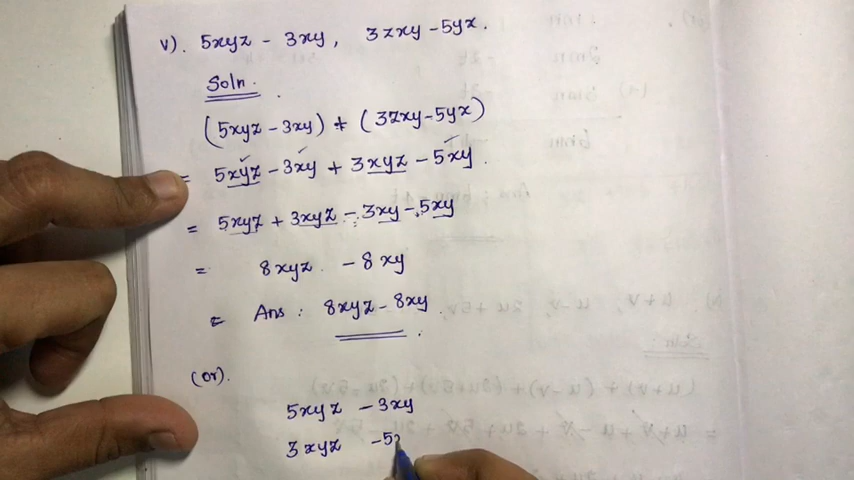 v). 5xyz - 3xy, 3zxy - 5yx.
Soln.
(5xyz - 3xy) + (3zxy - 5yx)
= 5xyz - 3xy + 3xyz - 5xy.
= 5xyz + 3xyz - 3xy - 5xy
= 8xyz - 8xy
= Ans: 8xyz - 8xy.
(or).
5xyz - 3xy
3xyz - 5x